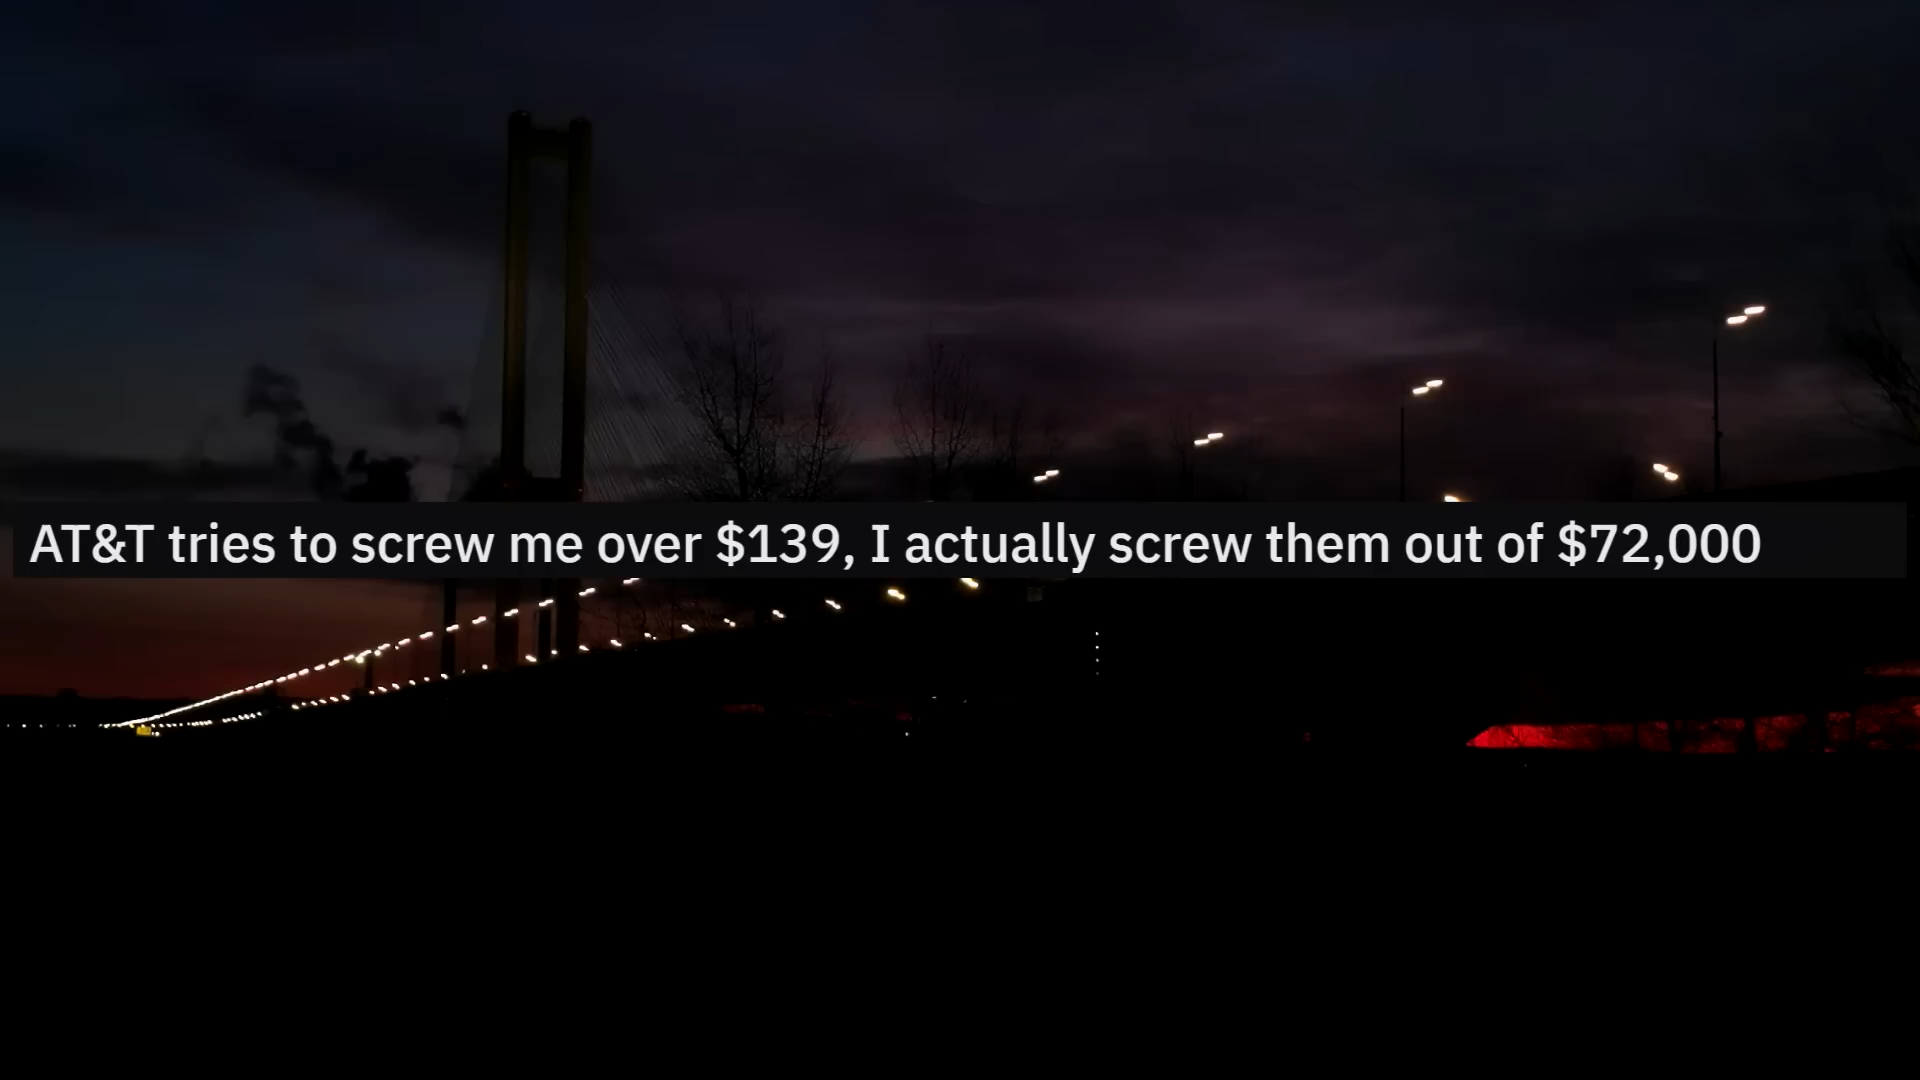 AT&T tries to screw me over $139, I actually screw them out of $72,000